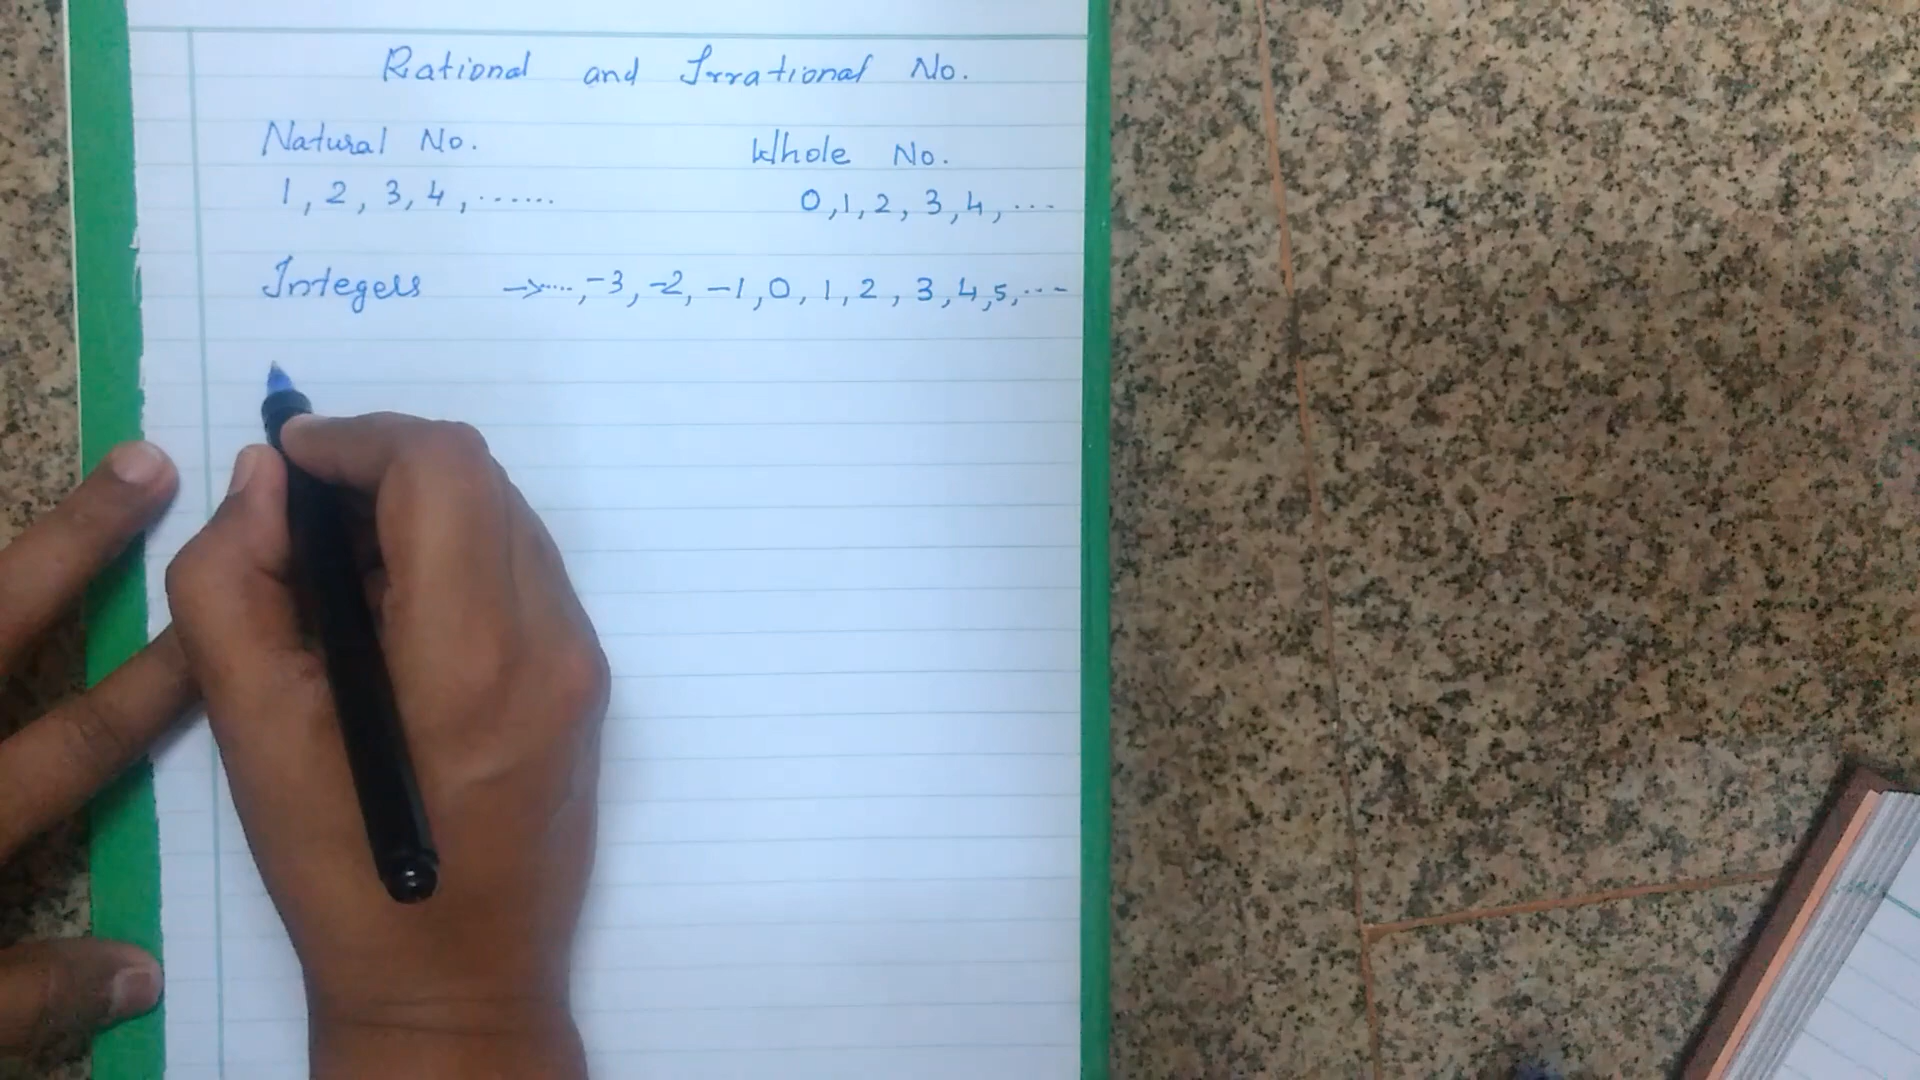 Rational and Irrational No.
Natural No. Whole No.
1, 2, 3, 4, ...... 0,1, 2, 3,4, ...
Integers →....,-3, -2, -1,0, 1, 2, 3,4,5,...